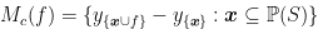 M_c(f) = {y_{{𝒙∪f}} − y_{{𝒙}} : 𝒙 ⊆ ℙ(S)}